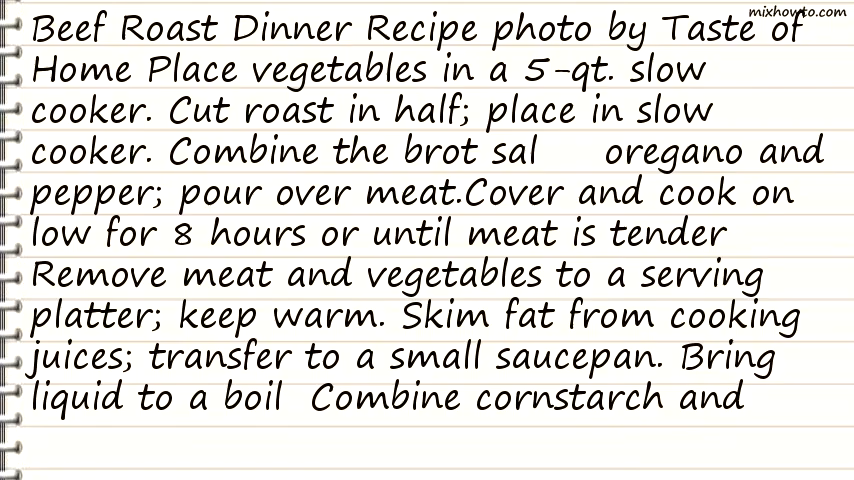 mixhowto.com
Beef Roast Dinner Recipe photo by Taste of
Home Place vegetables in a 5-qt. slow
cooker. Cut roast in half; place in slow
cooker. Combine the brot sal oregano and
pepper; pour over meat.Cover and cook on
low for 8 hours or until meat is tender
Remove meat and vegetables to a serving
platter; keep warm. Skim fat from cooking
juices; transfer to a small saucepan. Bring
liquid to a boil Combine cornstarch and